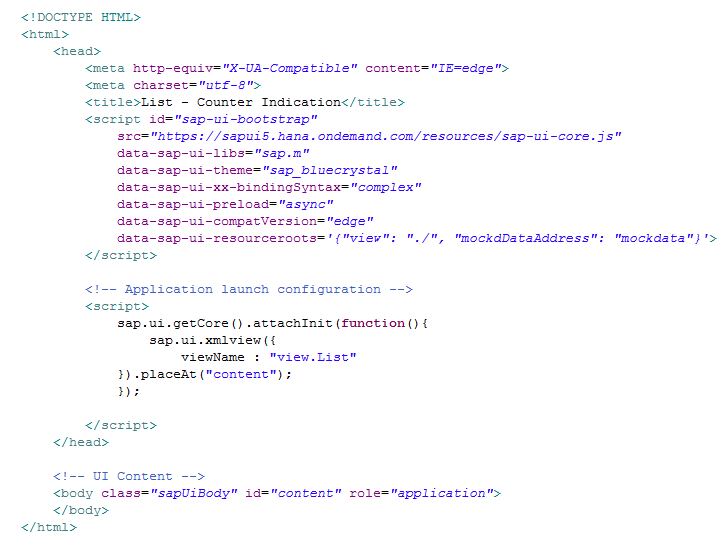 <!DOCTYPE HTML>
<html>
    <head>
        <meta http-equiv="X-UA-Compatible" content="IE=edge">
        <meta charset="utf-8">
        <title>List - Counter Indication</title>
        <script id="sap-ui-bootstrap"
            src="https://sapui5.hana.ondemand.com/resources/sap-ui-core.js"
            data-sap-ui-libs="sap.m"
            data-sap-ui-theme="sap_bluecrystal"
            data-sap-ui-xx-bindingSyntax="complex"
            data-sap-ui-preload="async"
            data-sap-ui-compatVersion="edge"
            data-sap-ui-resourceroots='{"view": "./", "mockdDataAddress": "mockdata"}'>
        </script>

        <!-- Application launch configuration -->
        <script>
            sap.ui.getCore().attachInit(function(){
                sap.ui.xmlview({
                    viewName : "view.List"
            }).placeAt("content");
            });

        </script>
    </head>

    <!-- UI Content -->
    <body class="sapUiBody" id="content" role="application">
    </body>
</html>